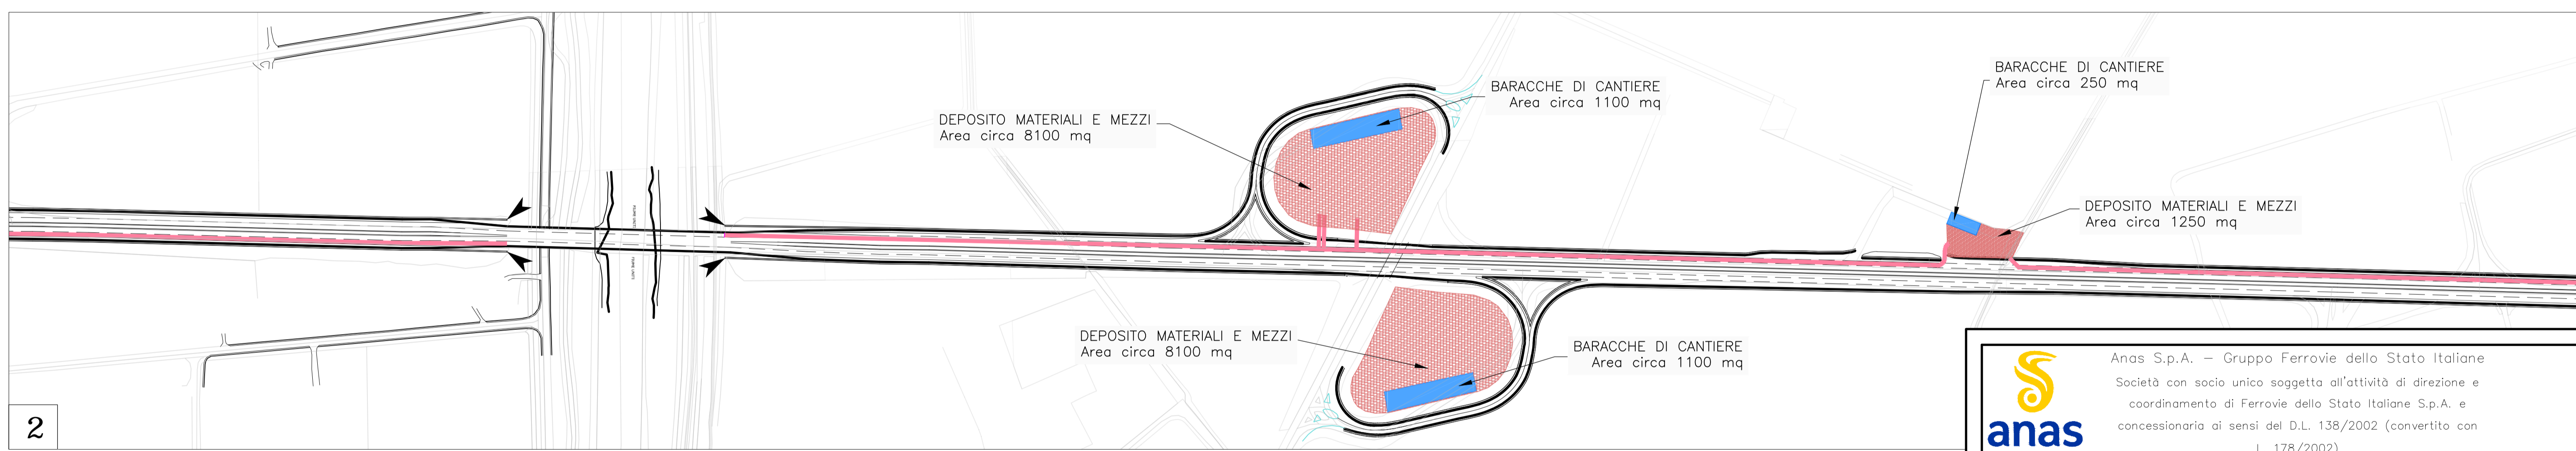 BARACCHE DI CANTIERE
Area circa 250 mq
BARACCHE DI CANTIERE
Area circa 1100 mq
DEPOSITO MATERIALI E MEZZI
Area circa 8100 mq
DEPOSITO MATERIALI E MEZZI
Area circa 1250 mq
DEPOSITO MATERIALI E MEZZI
Area circa 8100 mq
BARACCHE DI CANTIERE
Area circa 1100 mq
2
anas
Anas S.p.A. – Gruppo Ferrovie dello Stato Italiane
Società con socio unico soggetta all'attività di direzione e
coordinamento di Ferrovie dello Stato Italiane S.p.A. e
concessionaria ai sensi del D.L. 138/2002 (convertito con
L. 178/2002)